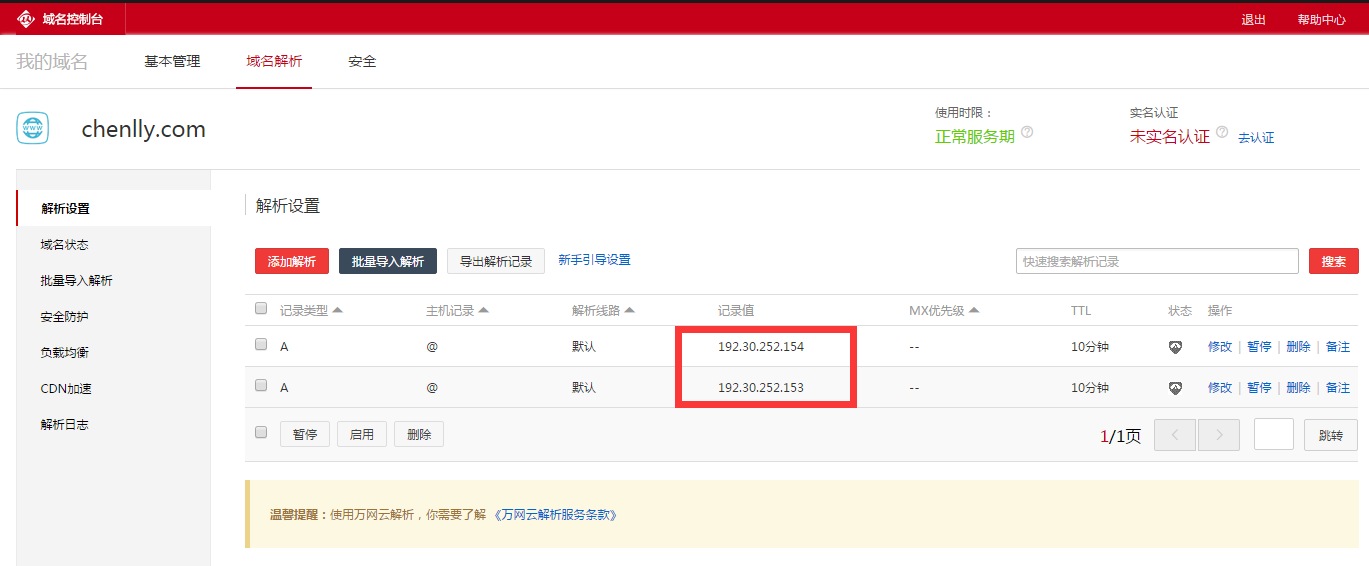 域名控制台 退出 帮助中心
我的域名 基本管理 域名解析 安全
www chenlly.com 使用时限： 实名认证
正常服务期 ? 未实名认证 ? 去认证
解析设置
域名状态
批量导入解析
安全防护
负载均衡
CDN加速
解析日志
解析设置
添加解析 批量导入解析 导出解析记录 新手引导设置 快速搜索解析记录 搜索
记录类型 主机记录 解析线路 记录值 MX优先级 TTL 状态 操作
A @ 默认 192.30.252.154 -- 10分钟 修改 | 暂停 | 删除 | 备注
A @ 默认 192.30.252.153 -- 10分钟 修改 | 暂停 | 删除 | 备注
暂停 启用 删除 1/1页 < > 跳转
温馨提醒：使用万网云解析，你需要了解 《万网云解析服务条款》